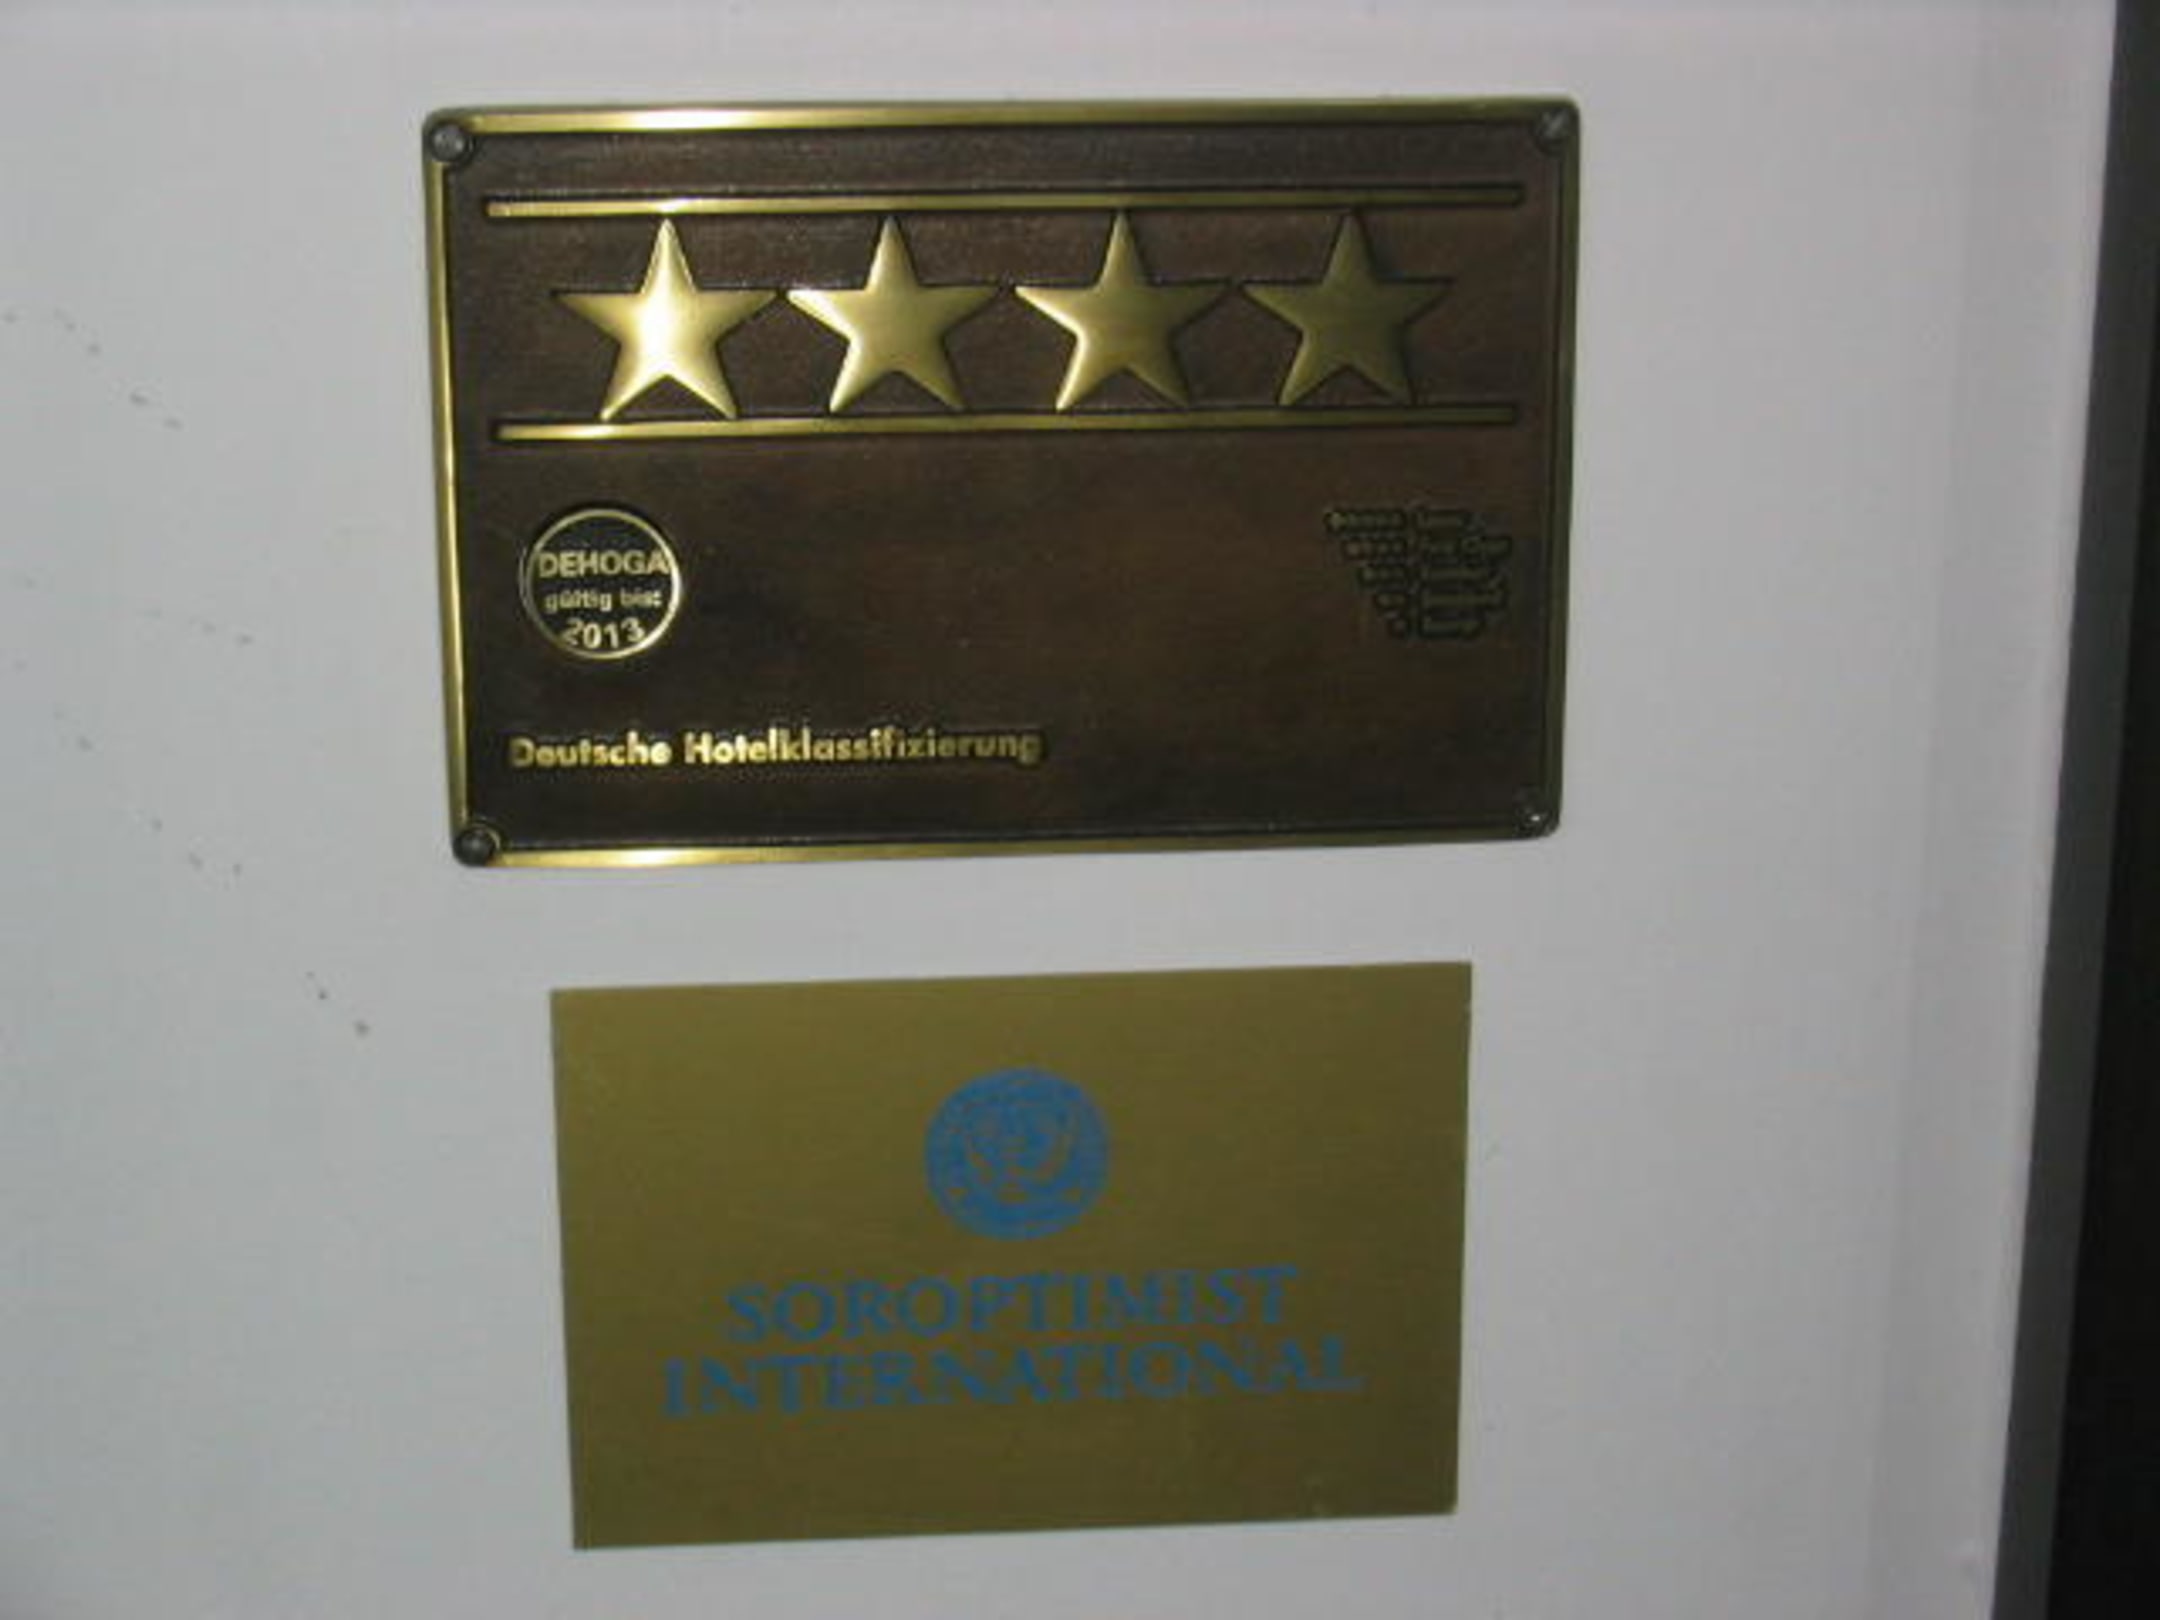 DEHOGA
gültig bis:
2013
Deutsche Hotelklassifizierung
SOROPTIMIST
INTERNATIONAL